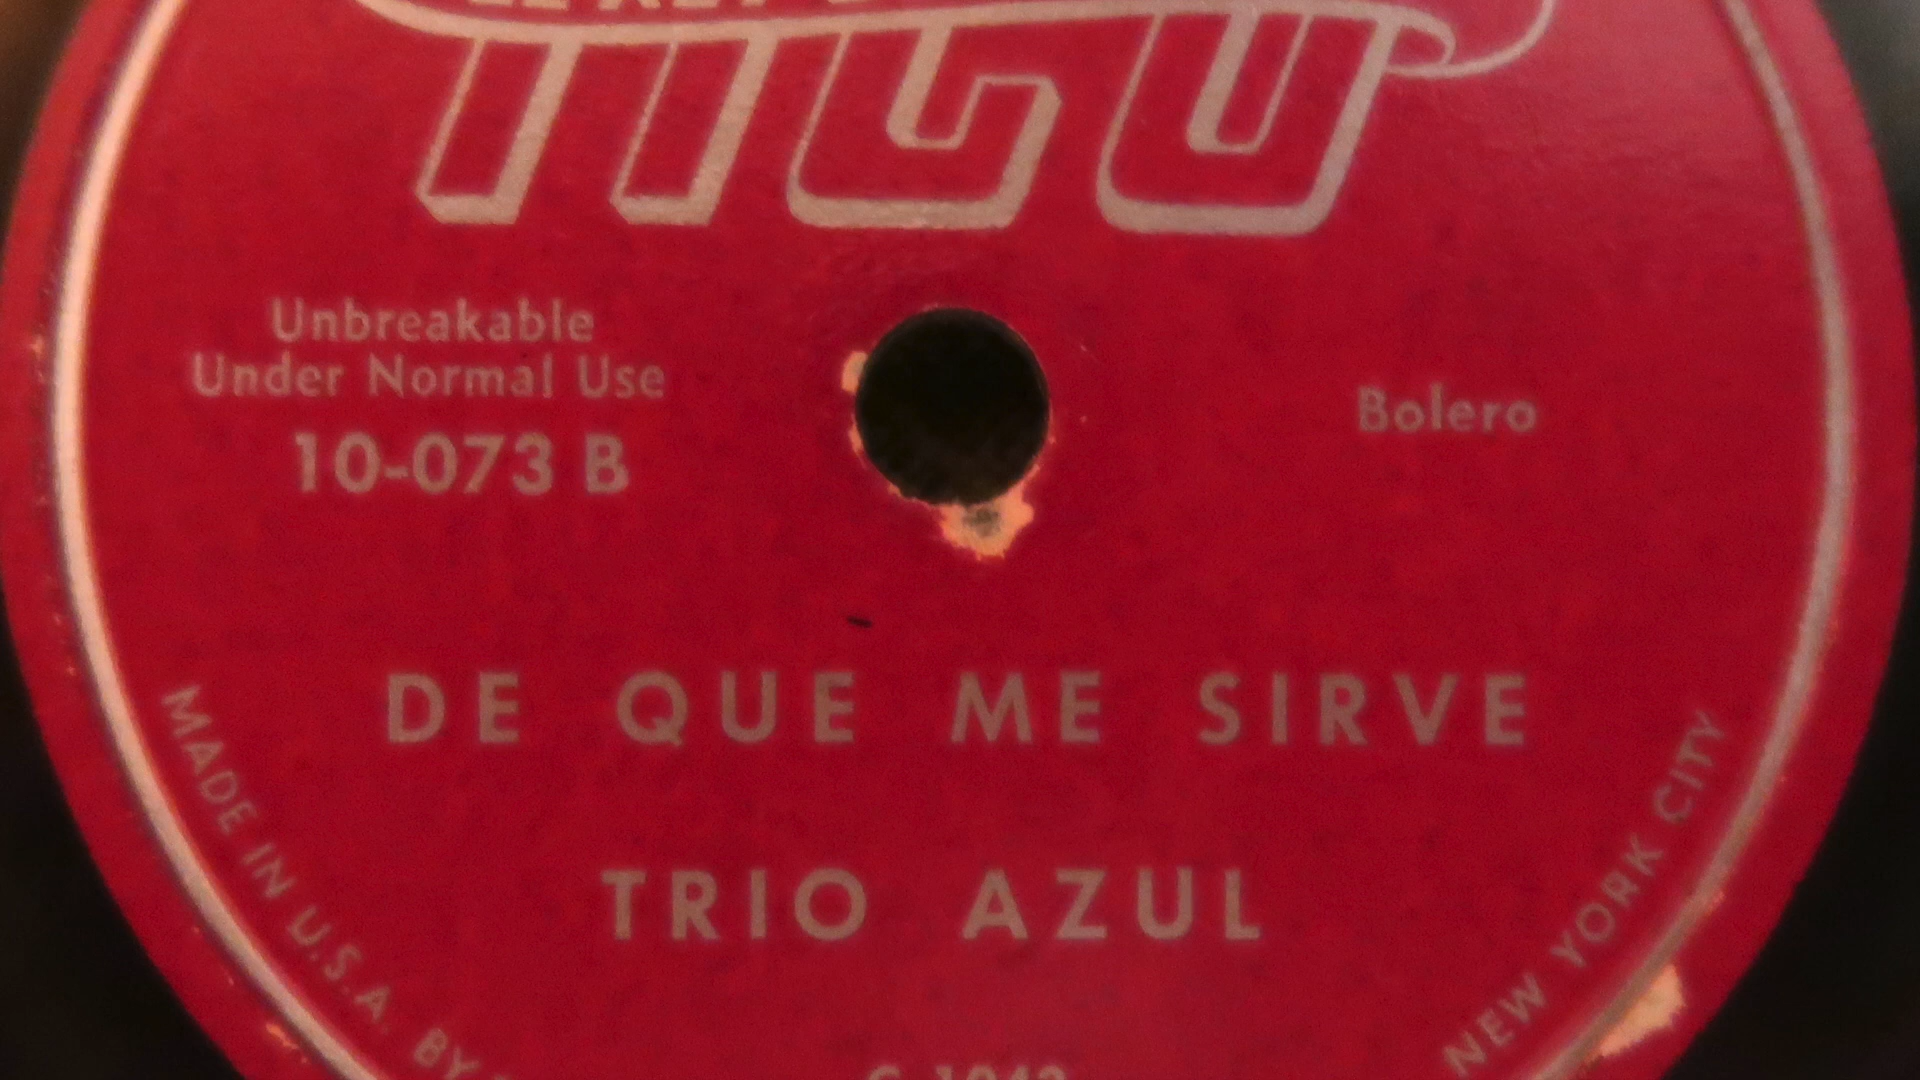 TICO
Unbreakable
Under Normal Use
10-073 B
Bolero
DE QUE ME SIRVE
TRIO AZUL
MADE IN U.S.A. BY
NEW YORK CITY